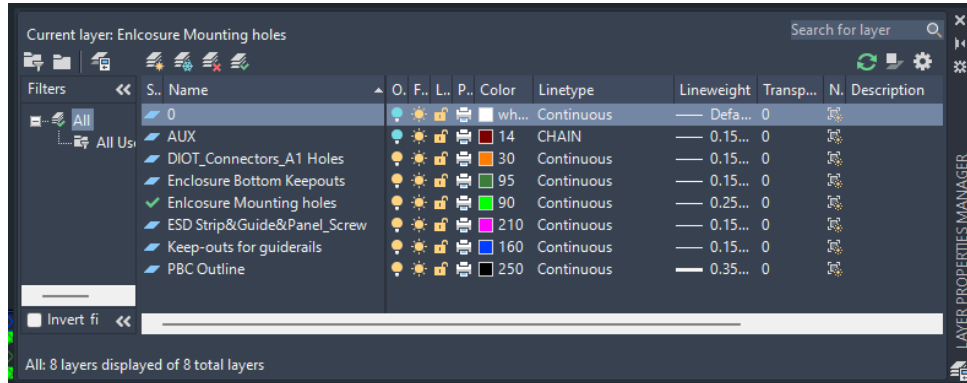 Current layer: Enlcosure Mounting holes
Search for layer
Filters
S.. Name O. F.. L.. P.. Color Linetype Lineweight Transp... N. Description
All
All Us
0 wh... Continuous Defa... 0
AUX 14 CHAIN 0.15... 0
DIOT_Connectors_A1 Holes 30 Continuous 0.15... 0
Enclosure Bottom Keepouts 95 Continuous 0.15... 0
Enlcosure Mounting holes 90 Continuous 0.25... 0
ESD Strip&Guide&Panel_Screw 210 Continuous 0.15... 0
Keep-outs for guiderails 160 Continuous 0.15... 0
PBC Outline 250 Continuous 0.35... 0
Invert fi
All: 8 layers displayed of 8 total layers
LAYER PROPERTIES MANAGER